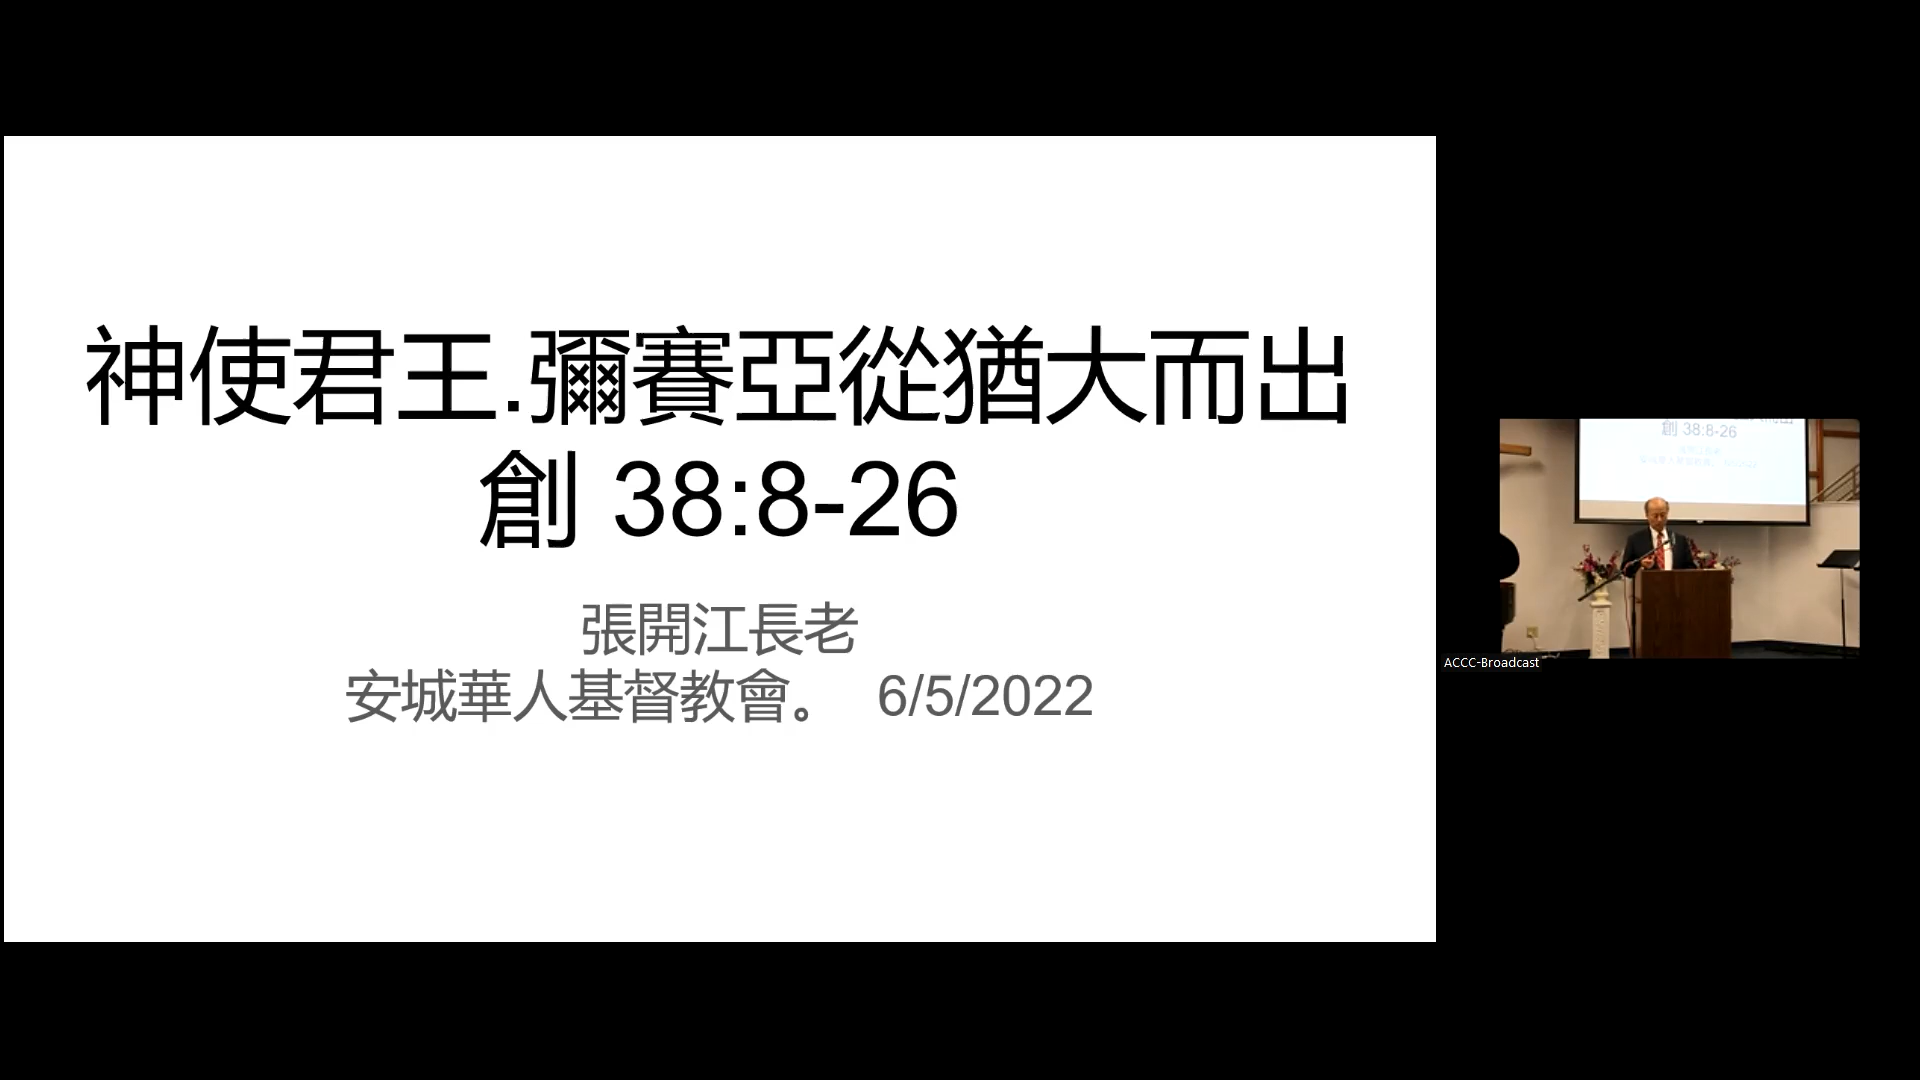 神使君王.彌賽亞從猶大而出
創 38:8-26
張開江長老
安城華人基督教會。 6/5/2022
創 38:8-26
ACCC-Broadcast